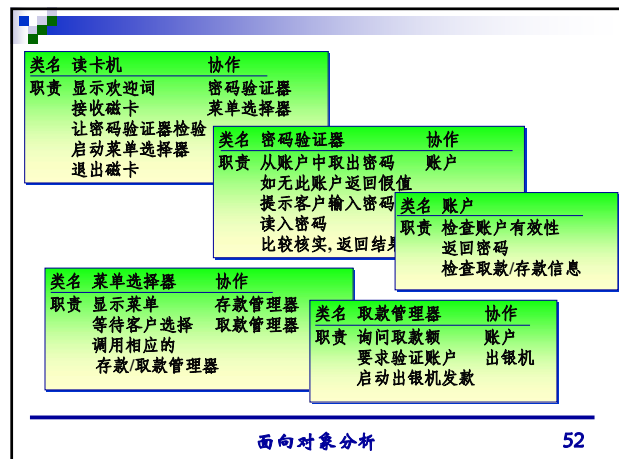 类名 读卡机 协作
职责 显示欢迎词 密码验证器
接收磁卡 菜单选择器
让密码验证器检验
启动菜单选择器
退出磁卡
类名 密码验证器 协作
职责 从账户中取出密码 账户
如无此账户返回假值
提示客户输入密码
读入密码
比较核实,返回结
类名 账户
职责 检查账户有效性
返回密码
检查取款/存款信息
类名 菜单选择器 协作
职责 显示菜单 存款管理器
等待客户选择 取款管理器
调用相应的
存款/取款管理器
类名 取款管理器 协作
职责 询问取款额 账户
要求验证账户 出银机
启动出银机发款
面向对象分析 52